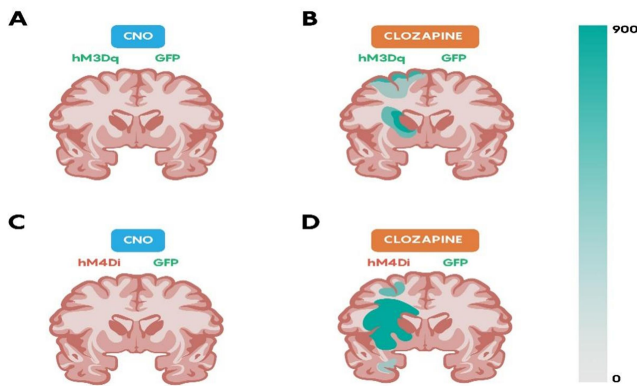 A
CNO
hM3Dq GFP
B
CLOZAPINE
hM3Dq GFP
900
C
CNO
hM4Di GFP
D
CLOZAPINE
hM4Di GFP
0